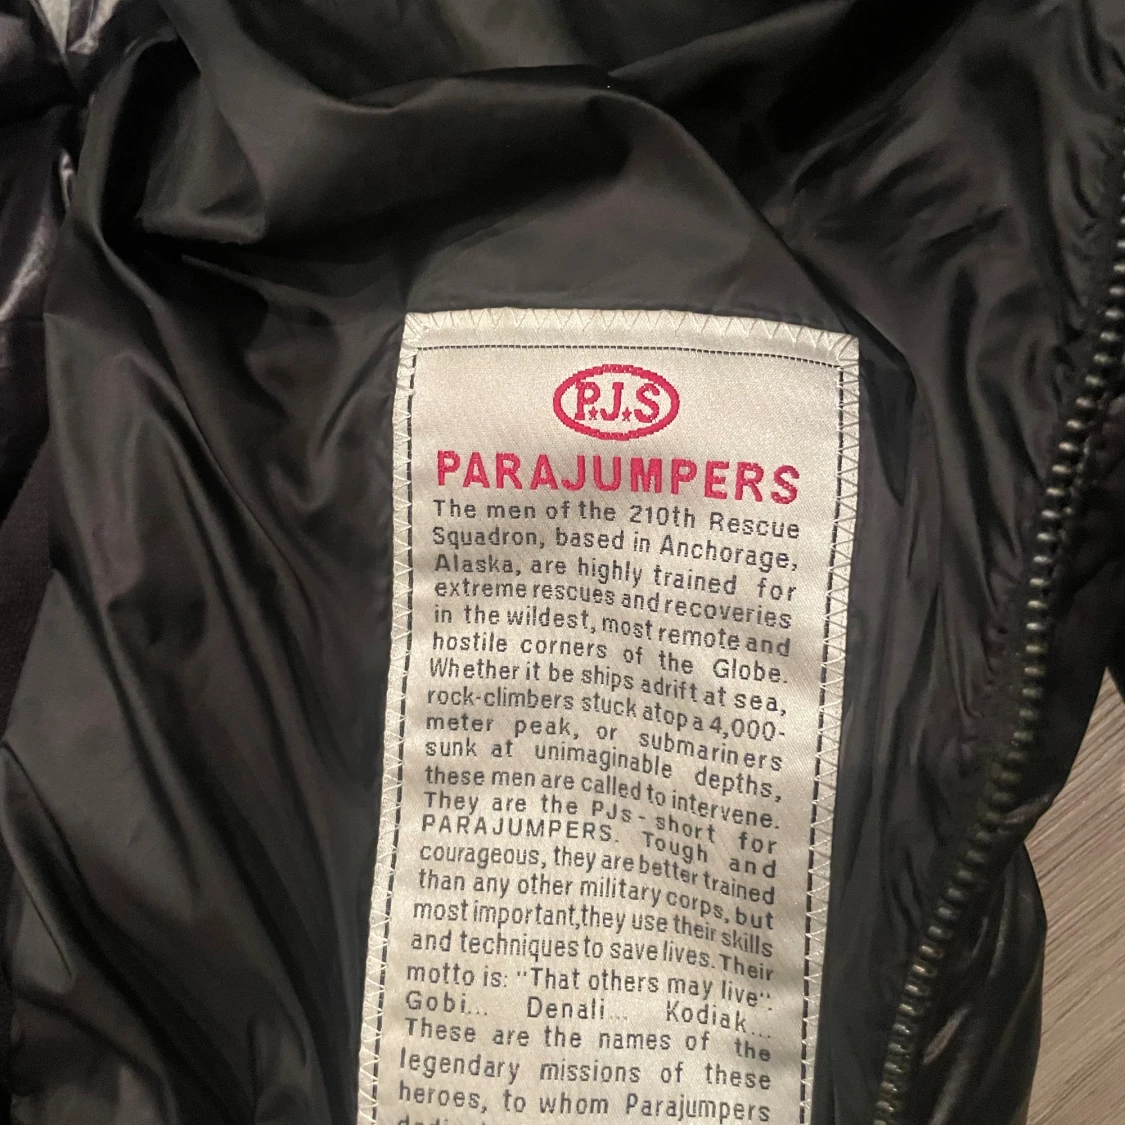 P.J.S
PARAJUMPERS
The men of the 210th Rescue
Squadron, based in Anchorage,
Alaska, are highly trained for
extreme rescues and recoveries
in the wildest, most remote and
hostile corners of the Globe.
Whether it be ships adrift at sea,
rock-climbers stuck atop a 4,000-
meter peak, or submariners
sunk at unimaginable depths,
these men are called to intervene.
They are the PJs - short for
PARAJUMPERS. Tough and
courageous, they are better trained
than any other military corps, but
most important,they use their skills
and techniques to save lives. Their
motto is: "That others may live".
Gobi... Denali... Kodiak...
These are the names of the
legendary missions of these
heroes, to whom Parajumpers